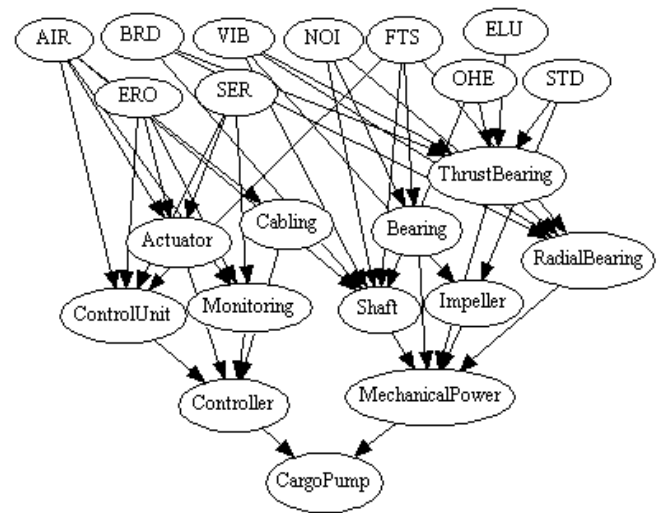 AIR
BRD
VIB
NOI
FTS
ELU
ERO
SER
OHE
STD
ThrustBearing
Cabling
Bearing
Actuator
RadialBearing
ControlUnit
Monitoring
Shaft
Impeller
Controller
MechanicalPower
CargoPump